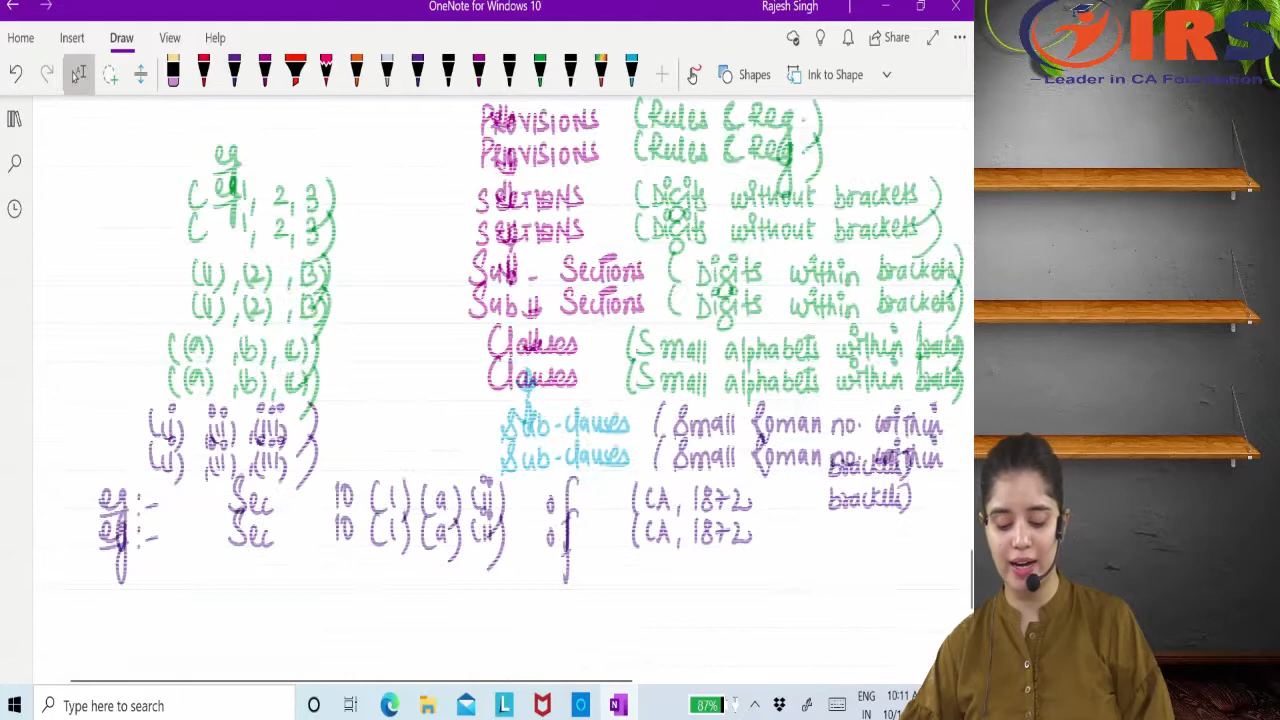 OneNote for Windows 10
Rajesh Singh
Home Insert Draw View Help
Share
Shapes
Ink to Shape
IRS
Leader in CA Foundation
PROVISIONS (Rules & Reg.)
PROVISIONS (Rules & Reg.)
eg
eg
(1, 2, 3) SECTIONS (Digits without brackets)
(1, 2, 3) SECTIONS (Digits without brackets)
(1), (2), (3) Sub - Sections (Digits within brackets)
(1), (2), (3) Sub - Sections (Digits within brackets)
((a), (b), (c)) Clauses (Small alphabets within
((a), (b), (c)) Clauses (Small alphabets within
(i) (ii) (iii) Sub-clauses (Small Roman no. within
(i) (ii) (iii) Sub-clauses (Small Roman no. within
brackets)
brackets)
eg :- Sec 10 (1) (a) (ii) of (CA, 1872
eg :- Sec 10 (1) (a) (ii) of (CA, 1872
Type here to search
87%
ENG 10:11 A
IN 10/1